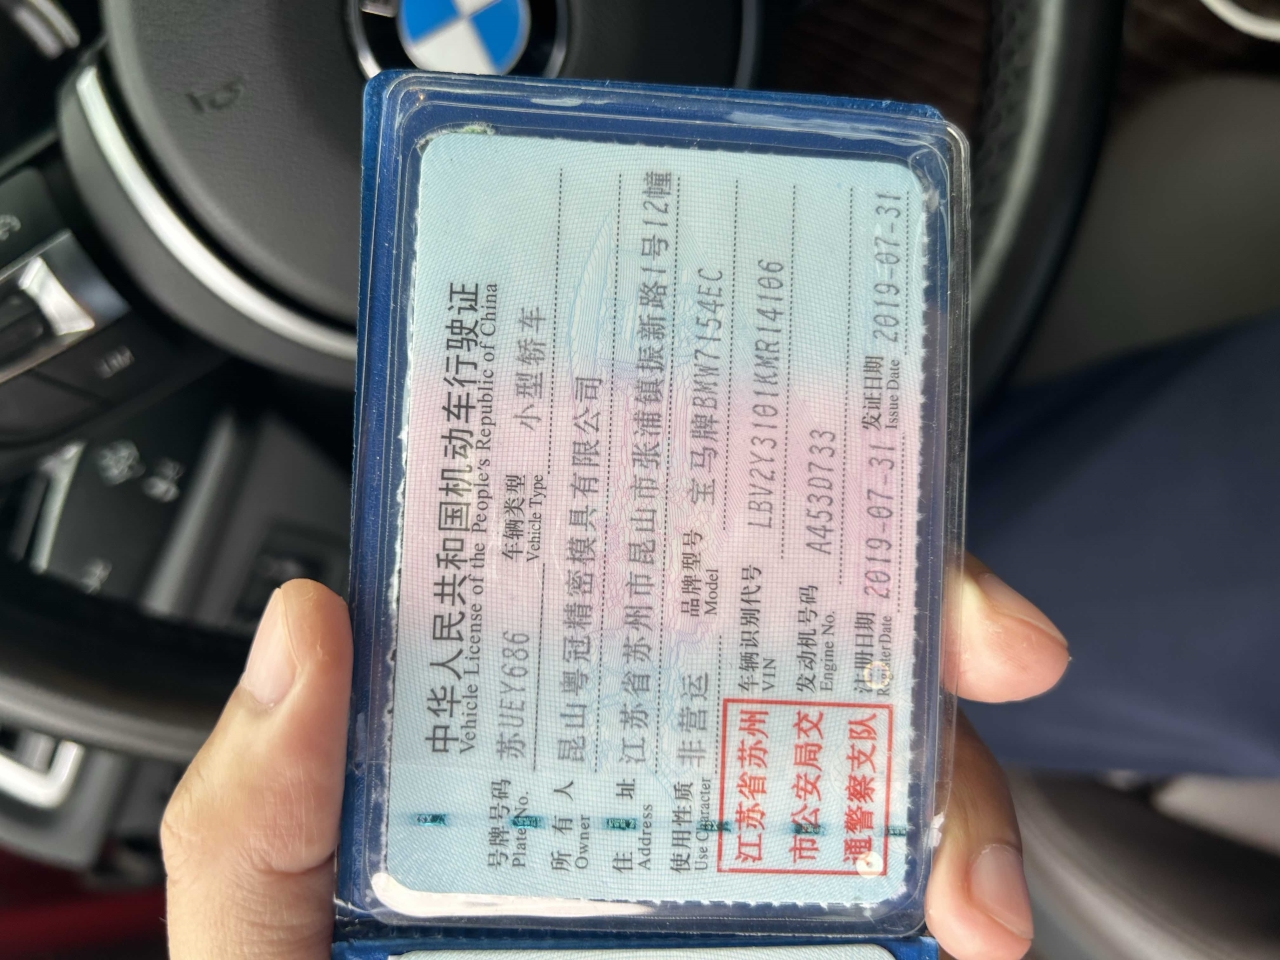 中华人民共和国机动车行驶证
Vehicle License of the People's Republic of China
号牌号码 苏UEY686 车辆类型 小型轿车
Plate No. Vehicle Type
所有人 昆山粤冠精密模具有限公司
Owner
住址 江苏省苏州市昆山市张浦镇振新路1号12幢
Address
使用性质 非营运 品牌型号 宝马牌BMW7154EC
Use Character Model
江苏省苏州
市公安局交
通警察支队
车辆识别代号 LBV2Y3101KMR14106
VIN
发动机号码 A453D733
Engine No.
注册日期 2019-07-31 发证日期 2019-07-31
Register Date Issue Date